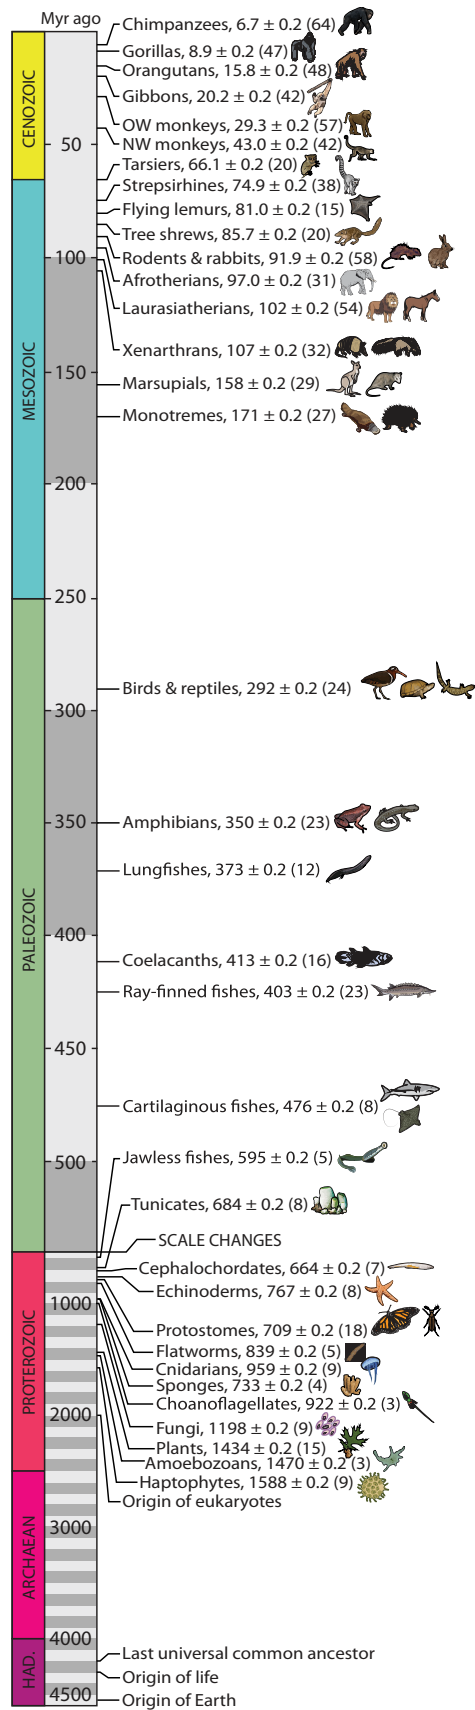 Myr ago
Chimpanzees, 6.7 ± 0.2 (64)
Gorillas, 8.9 ± 0.2 (47)
Orangutans, 15.8 ± 0.2 (48)
Gibbons, 20.2 ± 0.2 (42)
CENOZOIC
OW monkeys, 29.3 ± 0.2 (57)
50
NW monkeys, 43.0 ± 0.2 (42)
Tarsiers, 66.1 ± 0.2 (20)
Strepsirhines, 74.9 ± 0.2 (38)
Flying lemurs, 81.0 ± 0.2 (15)
Tree shrews, 85.7 ± 0.2 (20)
100
Rodents & rabbits, 91.9 ± 0.2 (58)
Afrotherians, 97.0 ± 0.2 (31)
Laurasiatherians, 102 ± 0.2 (54)
Xenarthrans, 107 ± 0.2 (32)
150
MESOZOIC
Marsupials, 158 ± 0.2 (29)
Monotremes, 171 ± 0.2 (27)
200
250
Birds & reptiles, 292 ± 0.2 (24)
300
350
Amphibians, 350 ± 0.2 (23)
Lungfishes, 373 ± 0.2 (12)
PALEOZOIC
400
Coelacanths, 413 ± 0.2 (16)
Ray-finned fishes, 403 ± 0.2 (23)
450
Cartilaginous fishes, 476 ± 0.2 (8)
500
Jawless fishes, 595 ± 0.2 (5)
Tunicates, 684 ± 0.2 (8)
SCALE CHANGES
Cephalochordates, 664 ± 0.2 (7)
Echinoderms, 767 ± 0.2 (8)
1000
PROTEROZOIC
Protostomes, 709 ± 0.2 (18)
Flatworms, 839 ± 0.2 (5)
Cnidarians, 959 ± 0.2 (9)
Sponges, 733 ± 0.2 (4)
Choanoflagellates, 922 ± 0.2 (3)
2000
Fungi, 1198 ± 0.2 (9)
Plants, 1434 ± 0.2 (15)
Amoebozoans, 1470 ± 0.2 (3)
Haptophytes, 1588 ± 0.2 (9)
Origin of eukaryotes
3000
ARCHAEAN
4000
HAD.
Last universal common ancestor
Origin of life
4500
Origin of Earth